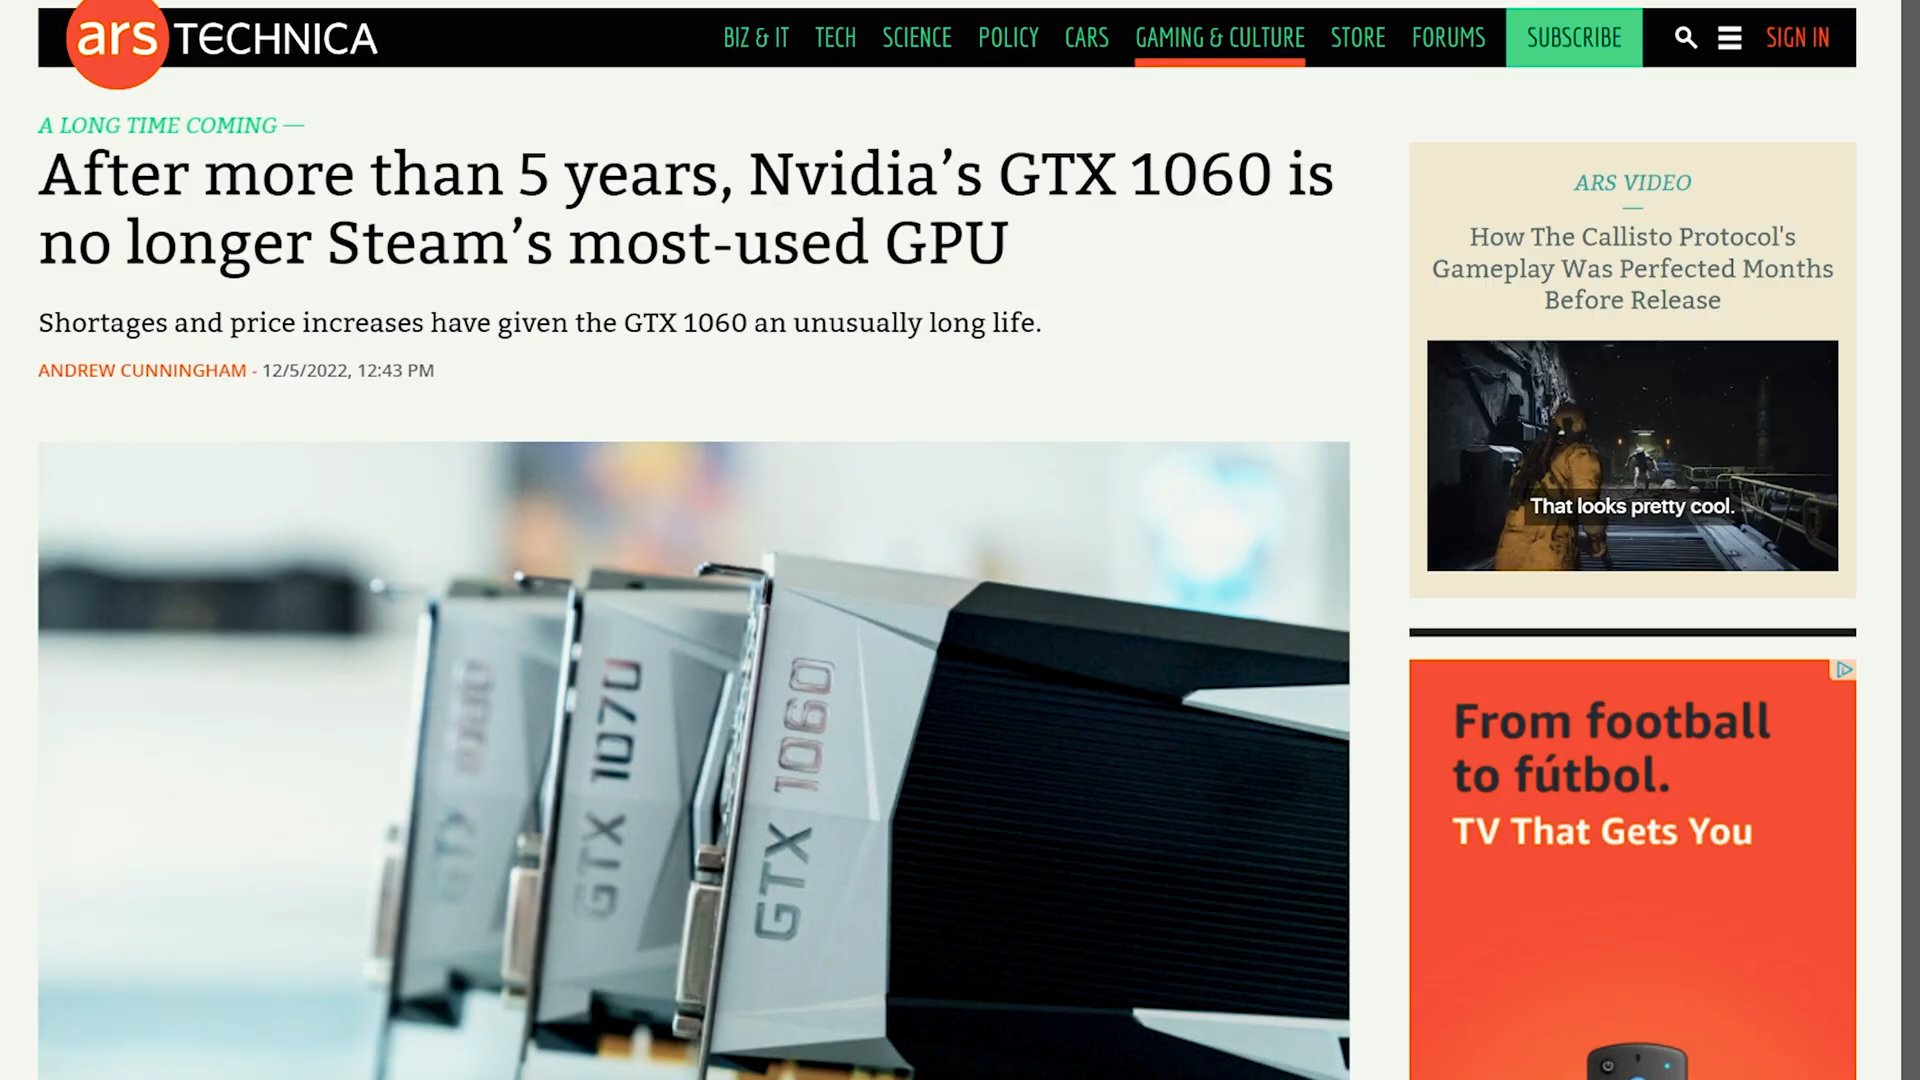 ars TECHNICA
BIZ & IT TECH SCIENCE POLICY CARS GAMING & CULTURE STORE FORUMS SUBSCRIBE SIGN IN
A LONG TIME COMING —
After more than 5 years, Nvidia’s GTX 1060 is
no longer Steam’s most-used GPU
Shortages and price increases have given the GTX 1060 an unusually long life.
ANDREW CUNNINGHAM - 12/5/2022, 12:43 PM
GTX 1080
GTX 1070
GTX 1060
ARS VIDEO
How The Callisto Protocol's
Gameplay Was Perfected Months
Before Release
That looks pretty cool.
From football
to fútbol.
TV That Gets You